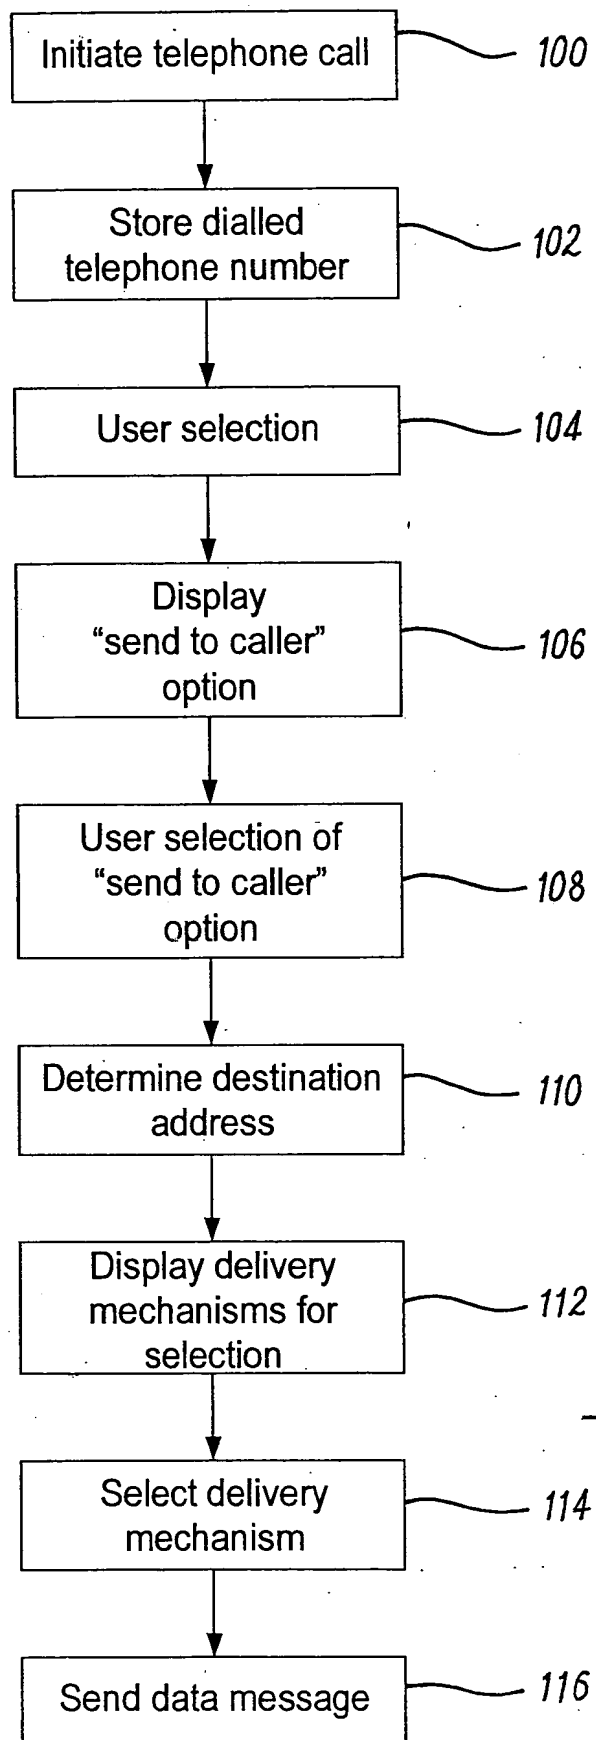 Initiate telephone call
100
Store dialled
telephone number
102
User selection
104
Display
“send to caller”
option
106
User selection of
“send to caller”
option
108
Determine destination
address
110
Display delivery
mechanisms for
selection
112
Select delivery
mechanism
114
Send data message
116